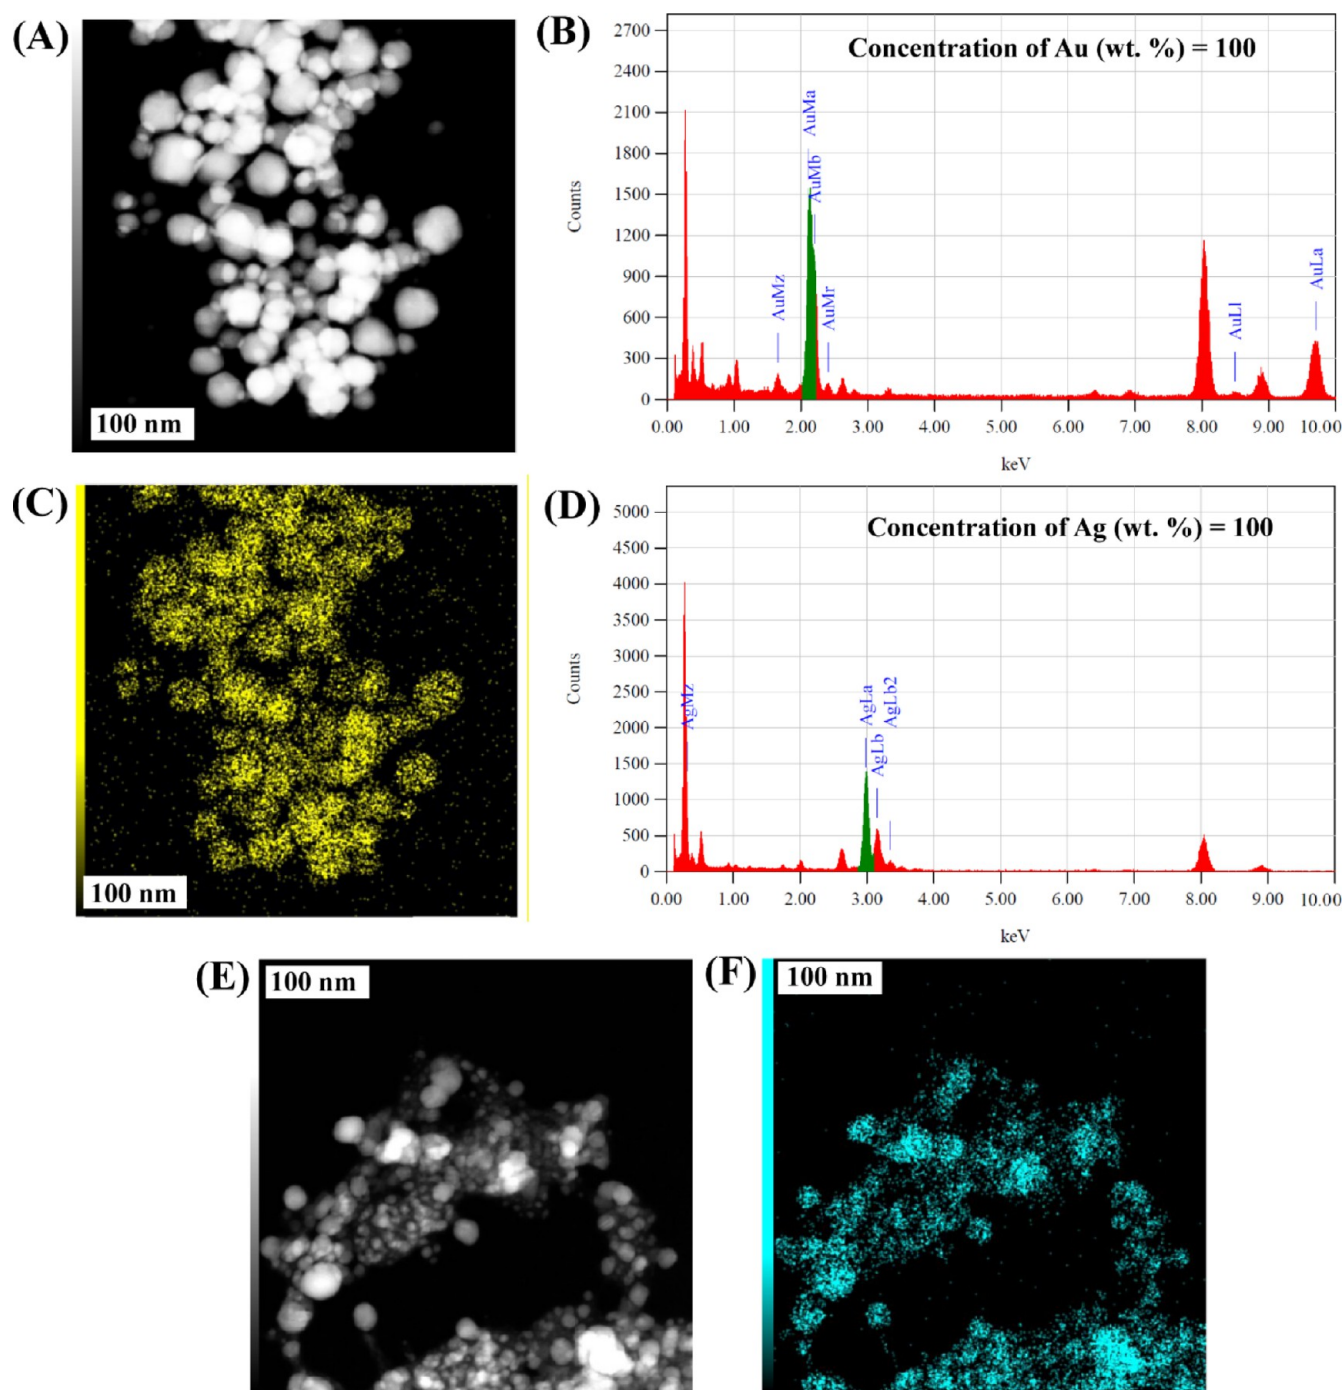 (A)
100 nm
(B)
Concentration of Au (wt. %) = 100
2700
2400
2100
1800
1500
1200
900
600
300
0
Counts
AuMz
AuMa
AuMb
AuMr
AuLl
AuLa
0.00 1.00 2.00 3.00 4.00 5.00 6.00 7.00 8.00 9.00 10.00
keV
(C)
100 nm
(D)
Concentration of Ag (wt. %) = 100
5000
4500
4000
3500
3000
2500
2000
1500
1000
500
0
Counts
AgMz
AgLa
AgLb
AgLb2
0.00 1.00 2.00 3.00 4.00 5.00 6.00 7.00 8.00 9.00 10.00
keV
(E)
100 nm
(F)
100 nm